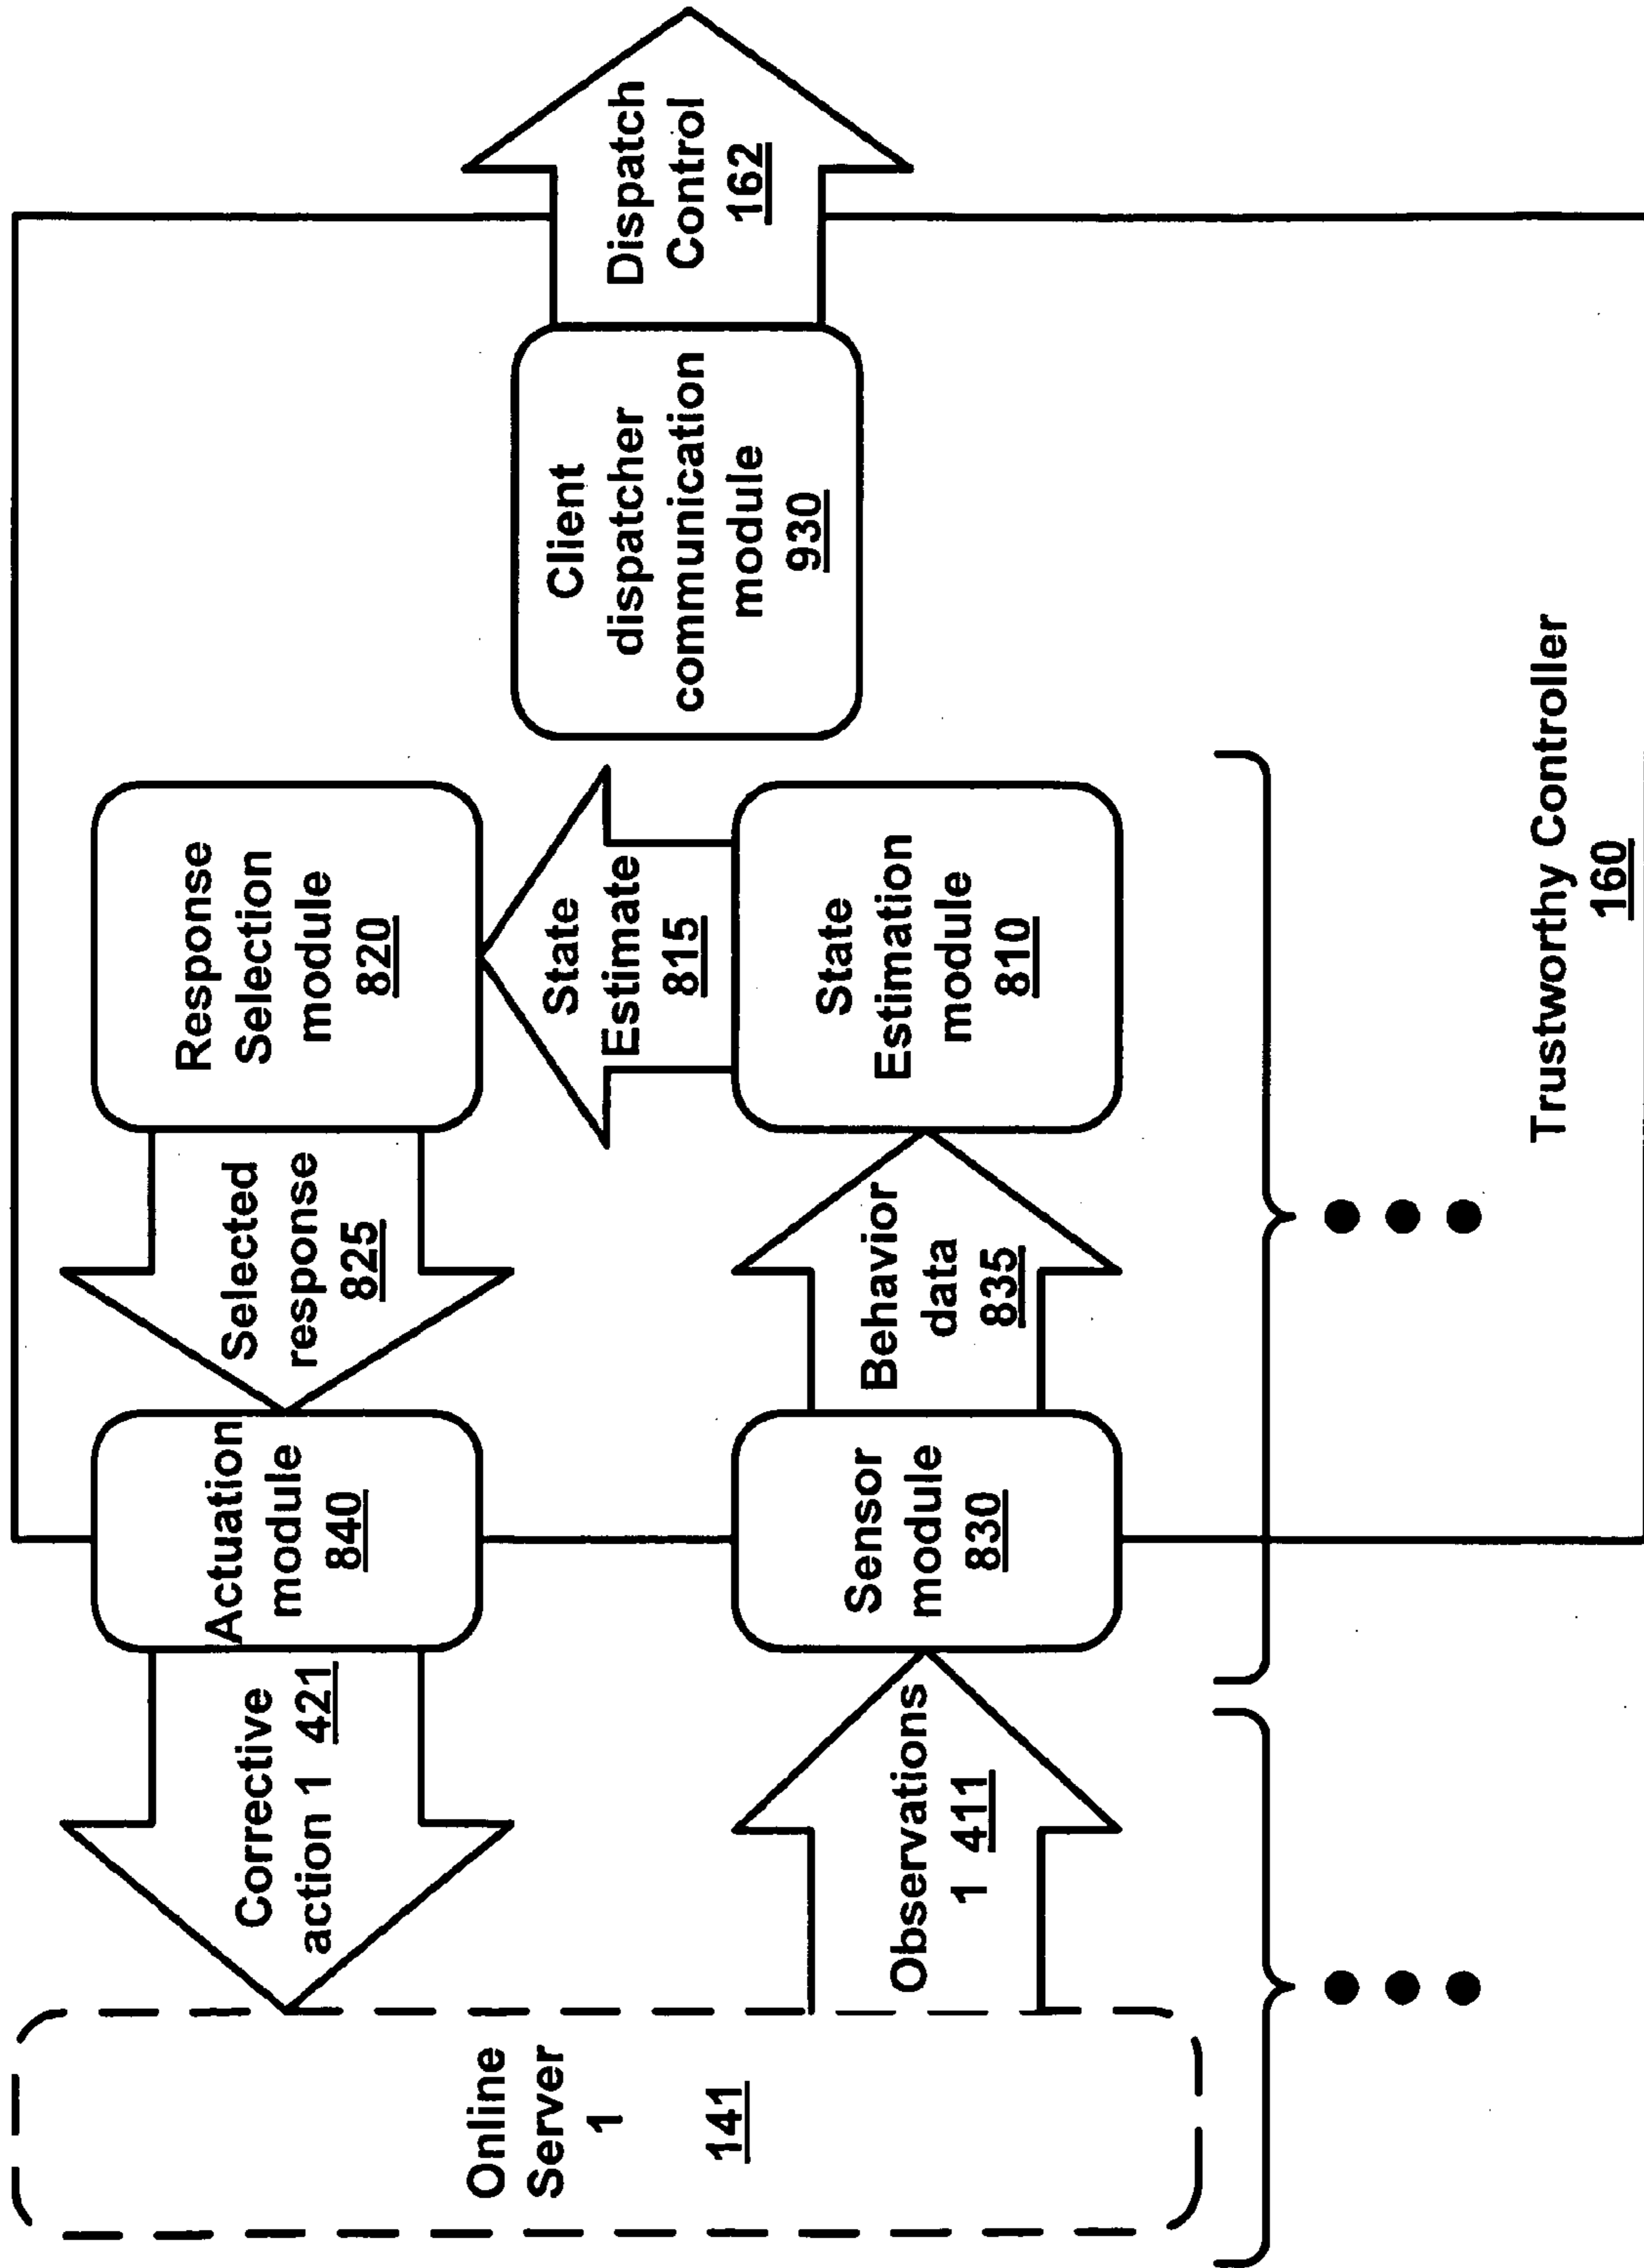 Online
Server
1
141
Corrective
action 1 421
Actuation
module
840
Selected
response
825
Response
Selection
module
820
Observations
1 411
Sensor
module
830
Behavior
data
835
State
Estimation
module
810
State
Estimate
815
Client
dispatcher
communication
module
930
Dispatch
Control
162
Trustworthy Controller
160